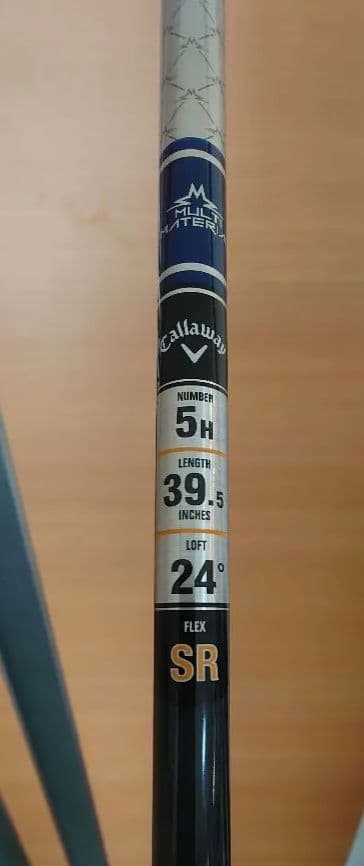 MULTI
MATERIAL
Callaway
NUMBER
5H
LENGTH
39.5
INCHES
LOFT
24°
FLEX
SR